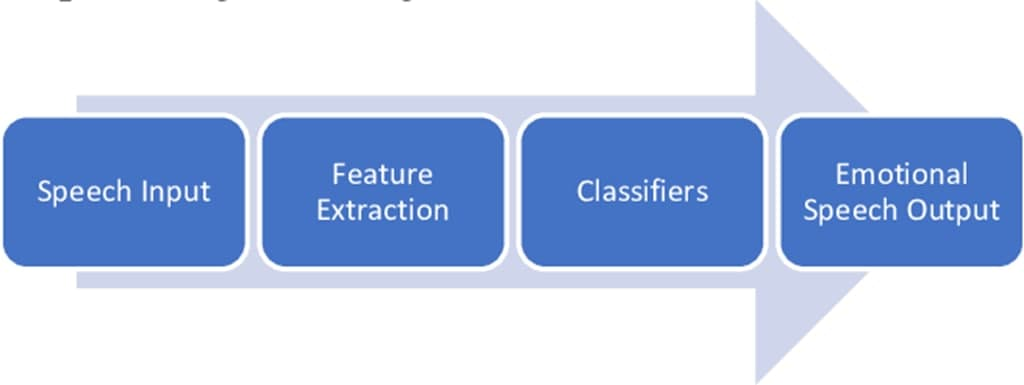 Speech Input
Feature
Extraction
Classifiers
Emotional
Speech Output